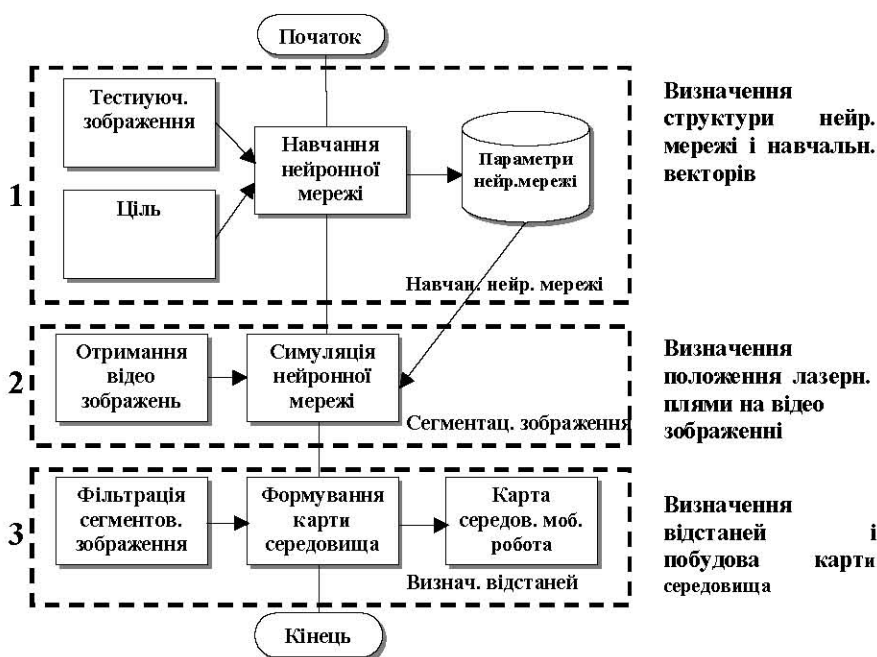 Початок
1
Тестиуюч.
зображення
Ціль
Навчання
нейронної
мережі
Параметри
нейр.мережі
Навчан. нейр. мережі
Визначення
структури нейр.
мережі і навчальн.
векторів
2
Отримання
відео
зображень
Симуляція
нейронної
мережі
Сегментац. зображення
Визначення
положення лазерн.
плями на відео
зображенні
3
Фільтрація
сегментов.
зображення
Формування
карти
середовища
Карта
середов. моб.
робота
Визнач. відстаней
Визначення
відстаней і
побудова карти
середовища
Кінець